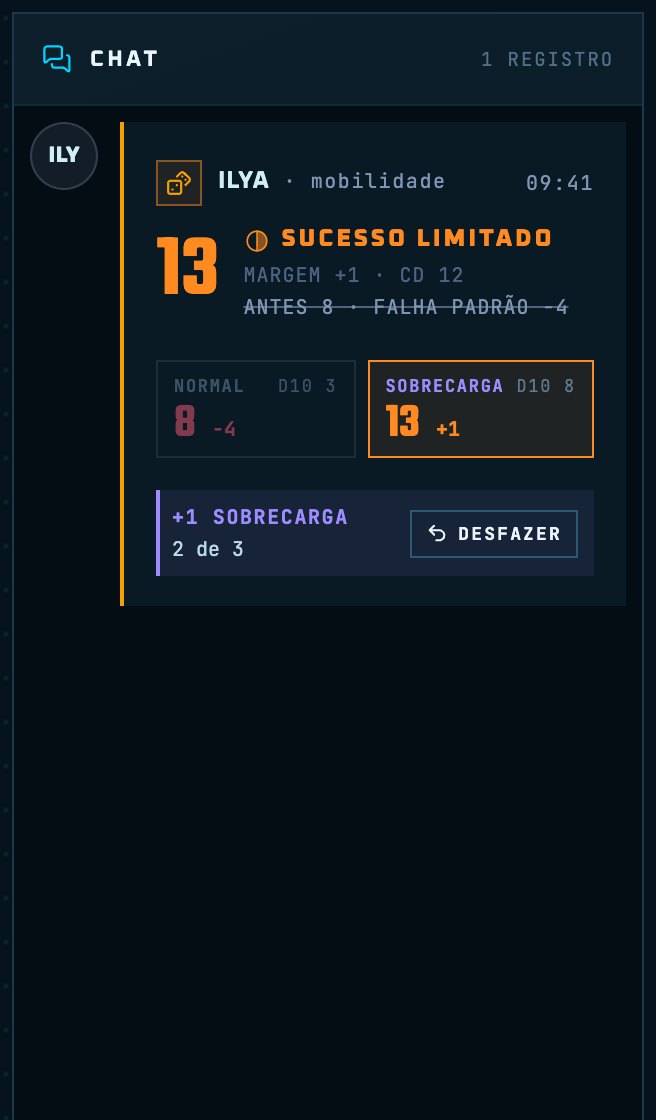 CHAT
1 REGISTRO
ILY
ILYA · mobilidade 09:41
13
SUCESSO LIMITADO
MARGEM +1 · CD 12
ANTES 8 · FALHA PADRÃO -4
NORMAL D10 3
8 -4
SOBRECARGA D10 8
13 +1
+1 SOBRECARGA
2 de 3
DESFAZER